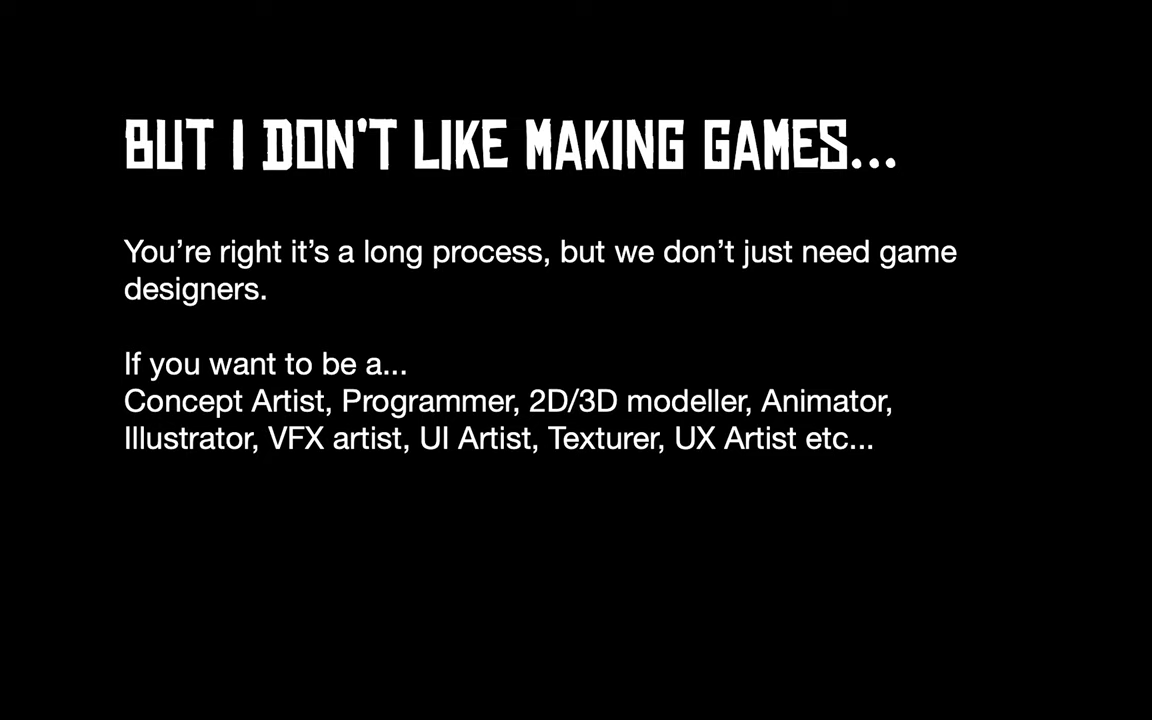 BUT I DON'T LIKE MAKING GAMES...
You’re right it’s a long process, but we don’t just need game
designers.
If you want to be a...
Concept Artist, Programmer, 2D/3D modeller, Animator,
Illustrator, VFX artist, UI Artist, Texturer, UX Artist etc...